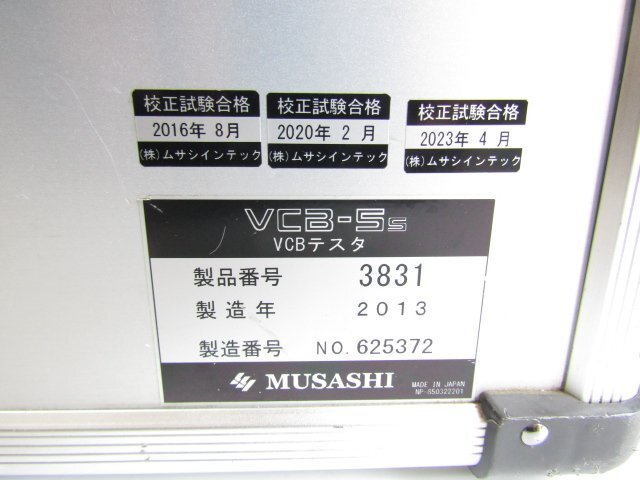 校正試験合格
2016年 8月
(株)ムサシインテック
校正試験合格
2020年 2月
(株)ムサシインテック
校正試験合格
2023年 4月
(株)ムサシインテック
VCB-5s
VCBテスタ
製品番号 3831
製造年 2013
製造番号 NO. 625372
MUSASHI
MADE IN JAPAN
NP-850322201